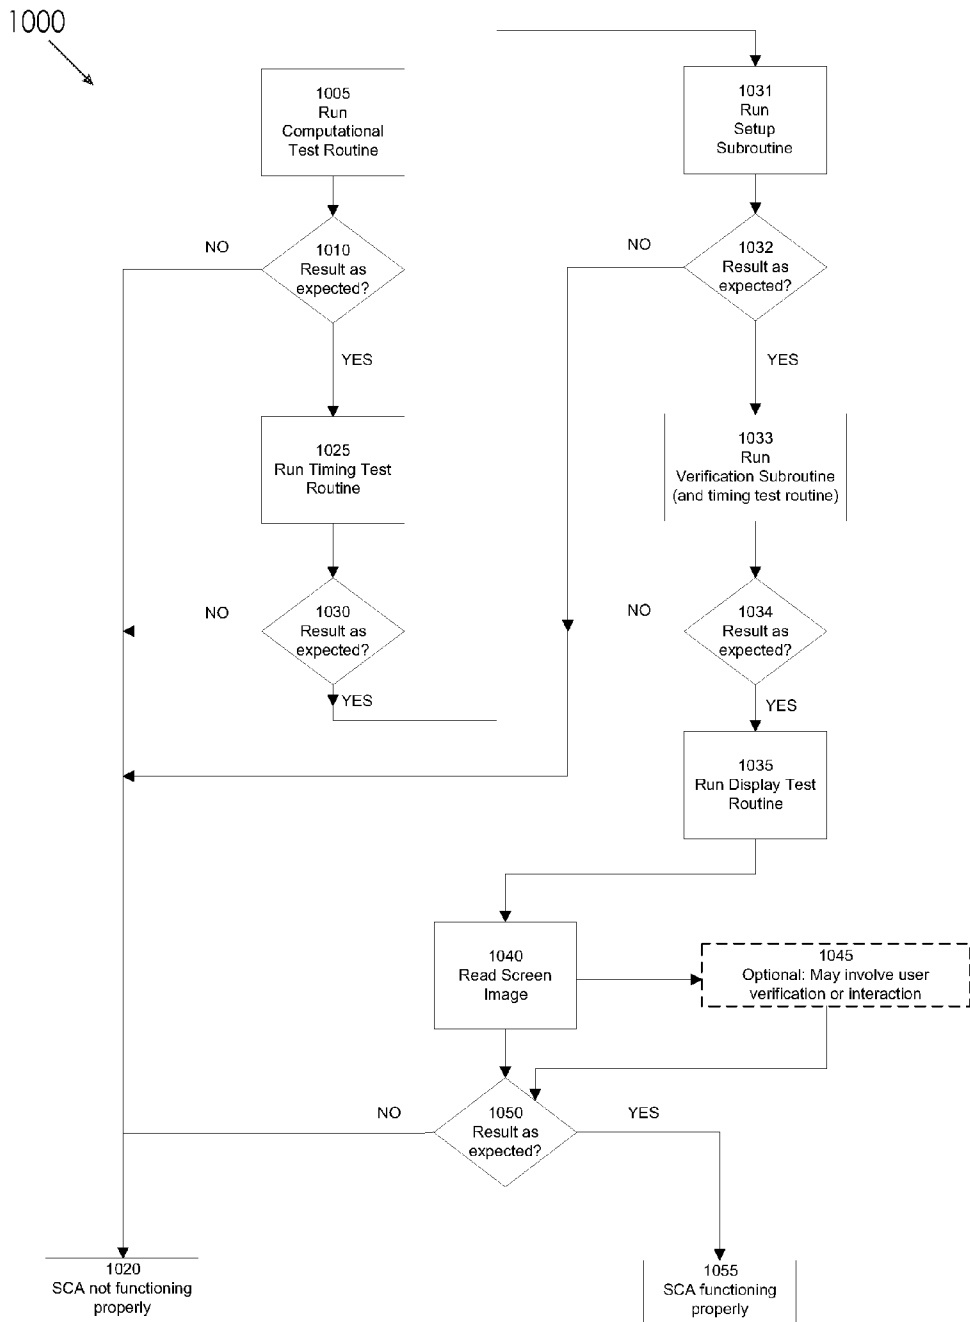 1000
1005
Run
Computational
Test Routine
1031
Run
Setup
Subroutine
NO
1010
Result as
expected?
NO
1032
Result as
expected?
YES
YES
1025
Run Timing Test
Routine
1033
Run
Verification Subroutine
(and timing test routine)
NO
1030
Result as
expected?
NO
1034
Result as
expected?
YES
YES
1035
Run Display Test
Routine
1040
Read Screen
Image
1045
Optional: May involve user
verification or interaction
NO
1050
Result as
expected?
YES
1020
SCA not functioning
properly
1055
SCA functioning
properly